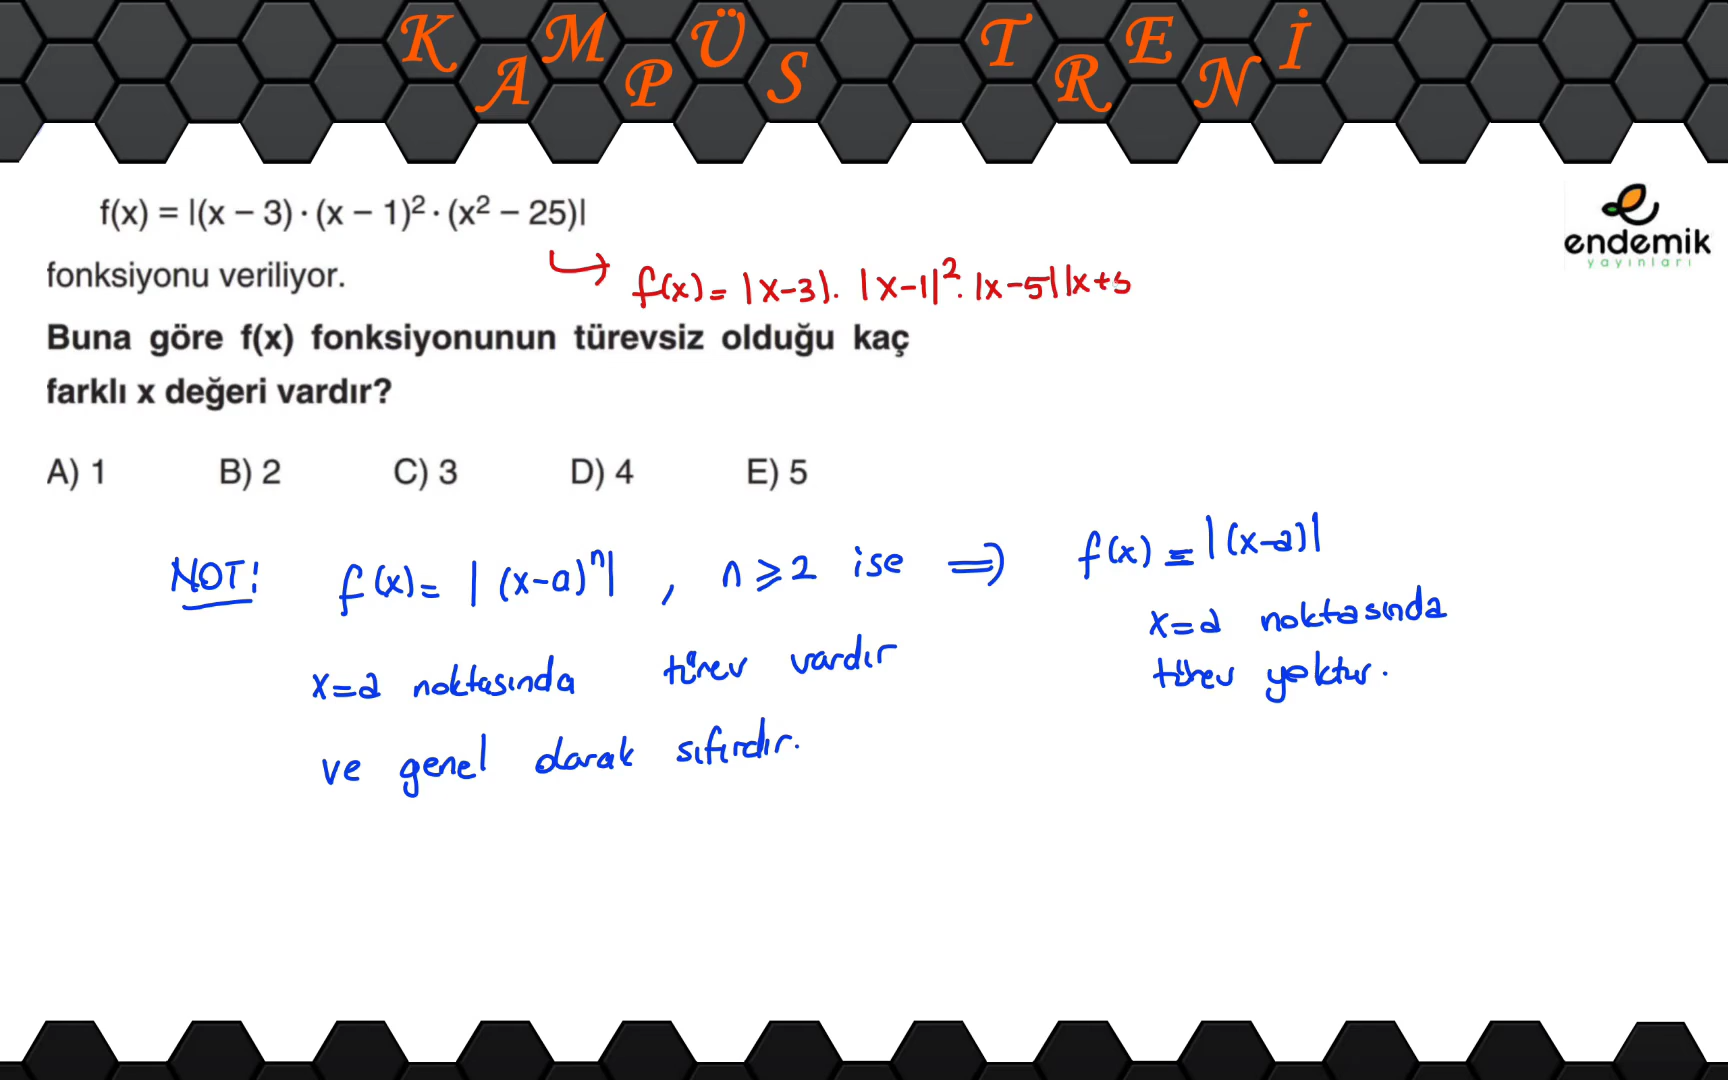 KAMPÜS TRENİ
f(x) = |(x − 3) · (x − 1)² · (x² − 25)|
endemik
yayınları
fonksiyonu veriliyor.
f(x) = |x-3|. |x-1|². |x-5||x+5
Buna göre f(x) fonksiyonunun türevsiz olduğu kaç
farklı x değeri vardır?
A) 1 B) 2 C) 3 D) 4 E) 5
NOT! f(x) = |(x-a)ⁿ| , n ⩾ 2 ise ⟹ f(x) = |(x-a)|
x=a noktasında türev vardır
x=a noktasında
türev yoktur.
ve genel olarak sıfırdır.